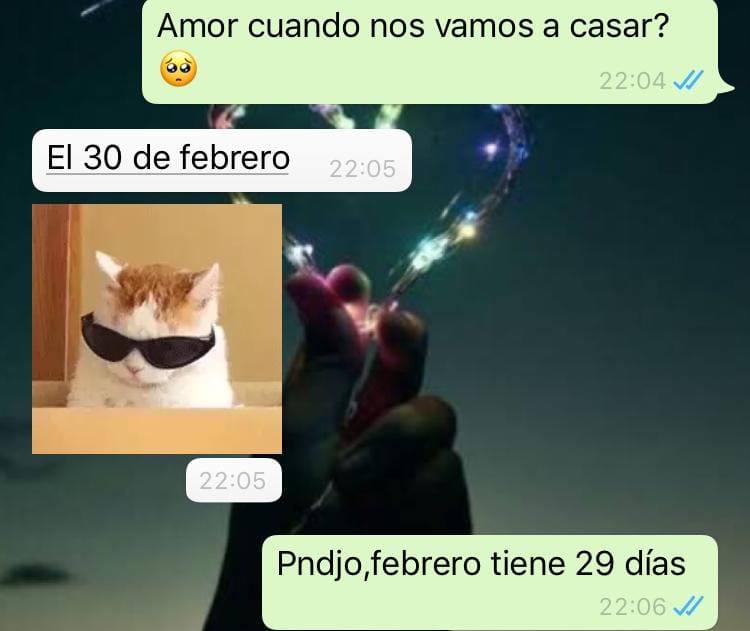 Amor cuando nos vamos a casar?
🥺
22:04
El 30 de febrero 22:05
22:05
Pndjo,febrero tiene 29 días
22:06